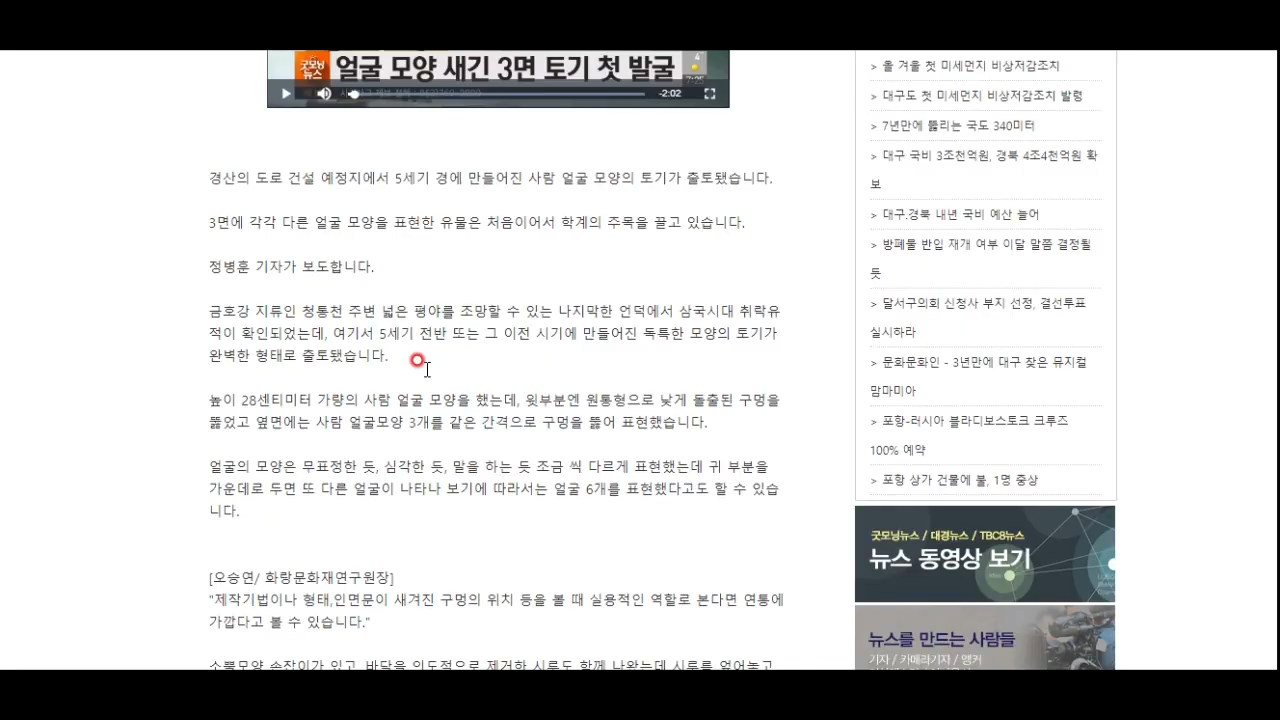 굿모닝
뉴스
얼굴 모양 새긴 3면 토기 첫 발굴
4
7:25
-2:02
경산의 도로 건설 예정지에서 5세기 경에 만들어진 사람 얼굴 모양의 토기가 출토됐습니다.
3면에 각각 다른 얼굴 모양을 표현한 유물은 처음이어서 학계의 주목을 끌고 있습니다.
정병훈 기자가 보도합니다.
금호강 지류인 청통천 주변 넓은 평야를 조망할 수 있는 나지막한 언덕에서 삼국시대 취락유
적이 확인되었는데, 여기서 5세기 전반 또는 그 이전 시기에 만들어진 독특한 모양의 토기가
완벽한 형태로 출토됐습니다.
높이 28센티미터 가량의 사람 얼굴 모양을 했는데, 윗부분엔 원통형으로 낮게 돌출된 구멍을
뚫었고 옆면에는 사람 얼굴모양 3개를 같은 간격으로 구멍을 뚫어 표현했습니다.
얼굴의 모양은 무표정한 듯, 심각한 듯, 말을 하는 듯 조금 씩 다르게 표현했는데 귀 부분을
가운데로 두면 또 다른 얼굴이 나타나 보기에 따라서는 얼굴 6개를 표현했다고도 할 수 있습
니다.
[오승연/ 화랑문화재연구원장]
"제작기법이나 형태,인면문이 새겨진 구멍의 위치 등을 볼 때 실용적인 역할로 본다면 연통에
가깝다고 볼 수 있습니다."
소뿔모양 손잡이가 있고, 바닥을 의도적으로 제거한 시루도 함께 나왔는데 시루를 엎어놓고
> 올 겨울 첫 미세먼지 비상저감조치
> 대구도 첫 미세먼지 비상저감조치 발령
> 7년만에 뚫리는 국도 340미터
> 대구 국비 3조천억원, 경북 4조4천억원 확
보
> 대구.경북 내년 국비 예산 늘어
> 방폐물 반입 재개 여부 이달 말쯤 결정될
듯
> 달서구의회 신청사 부지 선정, 결선투표
실시하라
> 문화문화인 - 3년만에 대구 찾은 뮤지컬
맘마미아
> 포항-러시아 블라디보스토크 크루즈
100% 예약
> 포항 상가 건물에 불, 1명 중상
굿모닝뉴스 / 대경뉴스 / TBC8뉴스
뉴스 동영상 보기
뉴스를 만드는 사람들
기자 / 카메라기자 / 앵커